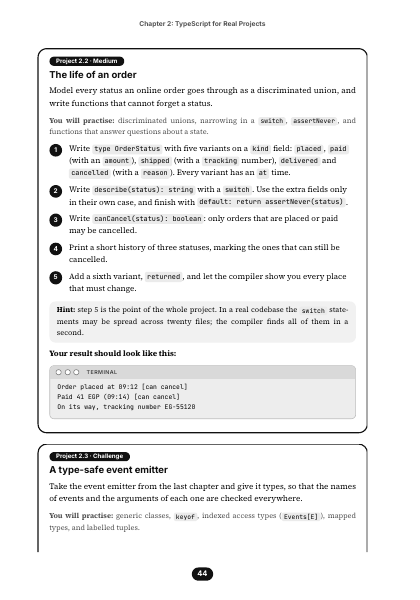 Chapter 2: TypeScript for Real Projects
Project 2.2 · Medium
The life of an order
Model every status an online order goes through as a discriminated union, and
write functions that cannot forget a status.
You will practise: discriminated unions, narrowing in a switch, assertNever, and
functions that answer questions about a state.
1 Write type OrderStatus with five variants on a kind field: placed, paid
(with an amount), shipped (with a tracking number), delivered and
cancelled (with a reason). Every variant has an at time.
2 Write describe(status): string with a switch. Use the extra fields only
in their own case, and finish with default: return assertNever(status).
3 Write canCancel(status): boolean: only orders that are placed or paid
may be cancelled.
4 Print a short history of three statuses, marking the ones that can still be
cancelled.
5 Add a sixth variant, returned, and let the compiler show you every place
that must change.
Hint: step 5 is the point of the whole project. In a real codebase the switch state-
ments may be spread across twenty files; the compiler finds all of them in a
second.
Your result should look like this:
TERMINAL
Order placed at 09:12 [can cancel]
Paid 41 EGP (09:14) [can cancel]
On its way, tracking number EG-55120
Project 2.3 · Challenge
A type-safe event emitter
Take the event emitter from the last chapter and give it types, so that the names
of events and the arguments of each one are checked everywhere.
You will practise: generic classes, keyof, indexed access types (Events[E]), mapped
types, and labelled tuples.
44